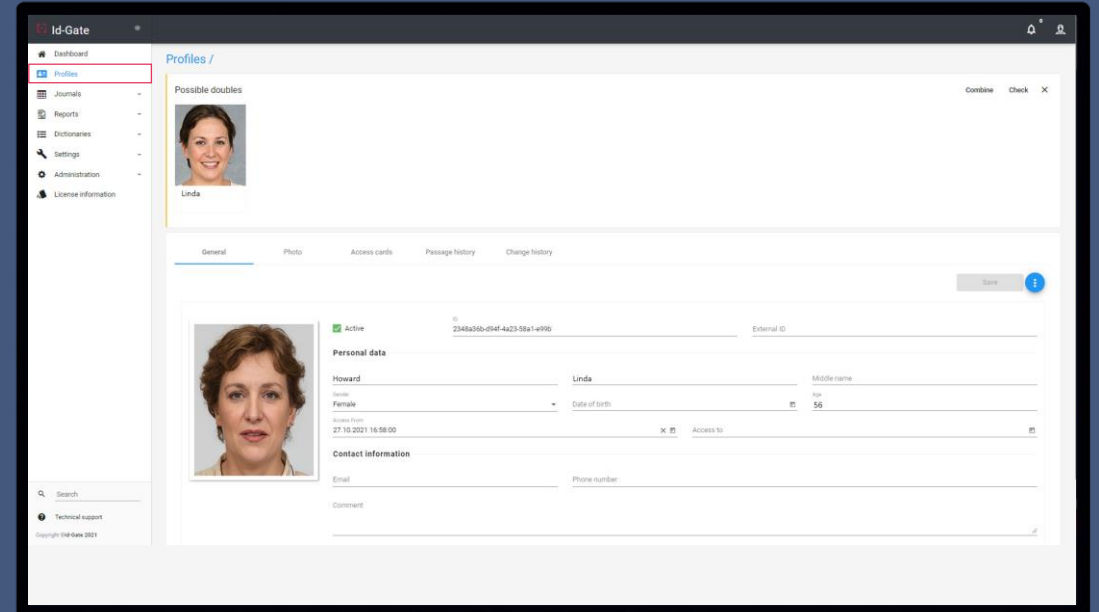 Id-Gate
Dashboard
Profiles
Journals
Reports
Dictionaries
Settings
Administration
License information
Search
Technical support
Copyright ©Id-Gate 2021
Profiles /
Possible doubles
Combine Check
Linda
General Photo Access cards Passage history Change history
Save
Active
ID
2348a36b-d94f-4a23-58a1-e99b
External ID
Personal data
Howard Linda Middle name
Gender
Female
Date of birth
Age
56
Access From
27.10.2021 16:58:00
Access to
Contact information
Email Phone number
Comment